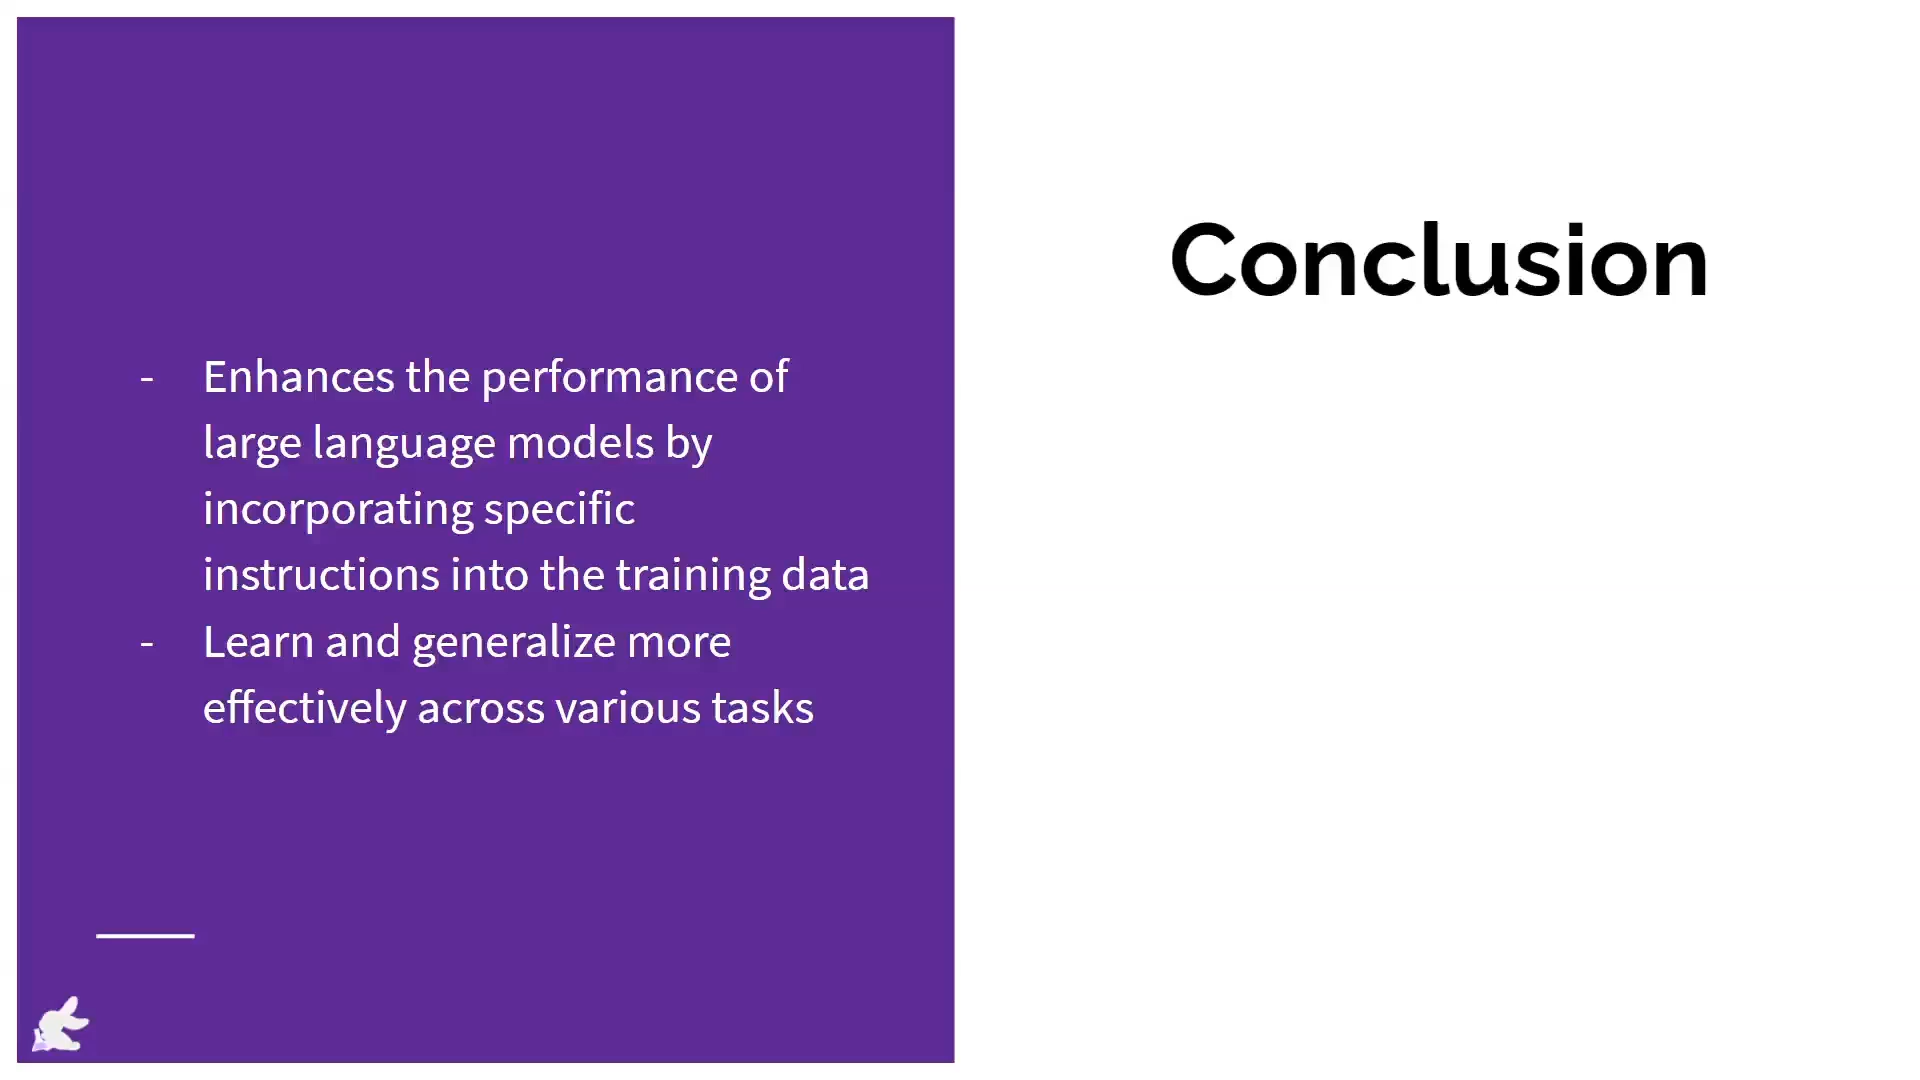 Conclusion
- Enhances the performance of
large language models by
incorporating specific
instructions into the training data
- Learn and generalize more
effectively across various tasks